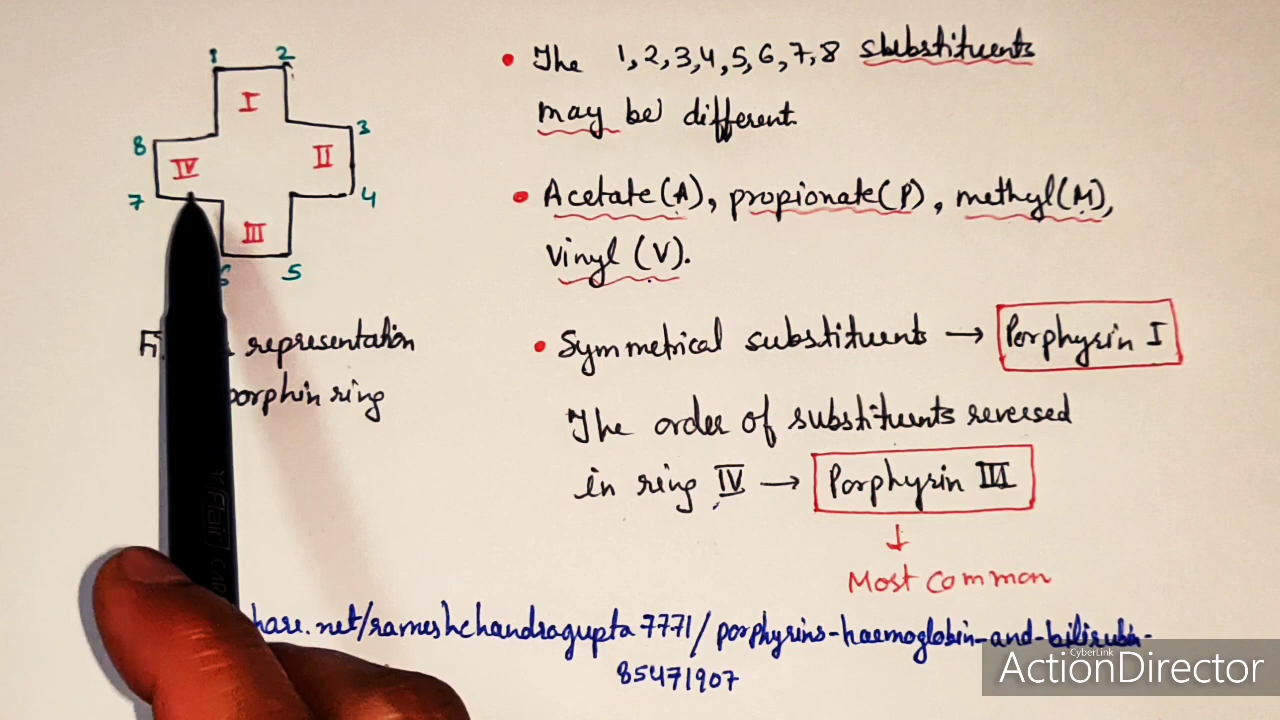 1 2
I
8 3
IV II
7 4
III
6 5
representation
porphin ring
• The 1,2,3,4,5,6,7,8 substituents
may be different
• Acetate(A), propionate(P), methyl(M),
vinyl (V).
• Symmetrical substituent → Porphyrin I
The order of substituents reversed
in ring IV → Porphyrin III
↓
Most common
hare.net/rameshchandragupta7771/porphyrins-haemoglobin-and-bilirubin-
85471907
Flair
CyberLink
ActionDirector